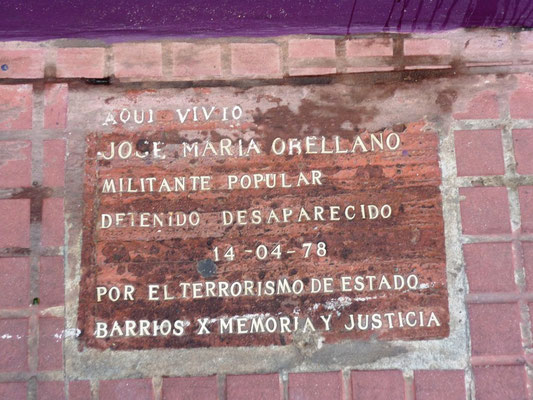 AQUI VIVIO
JOSE MARIA ORELLANO
MILITANTE POPULAR
DETENIDO DESAPARECIDO
14-04-78
POR EL TERRORISMO DE ESTADO
BARRIOS X MEMORIA Y JUSTICIA